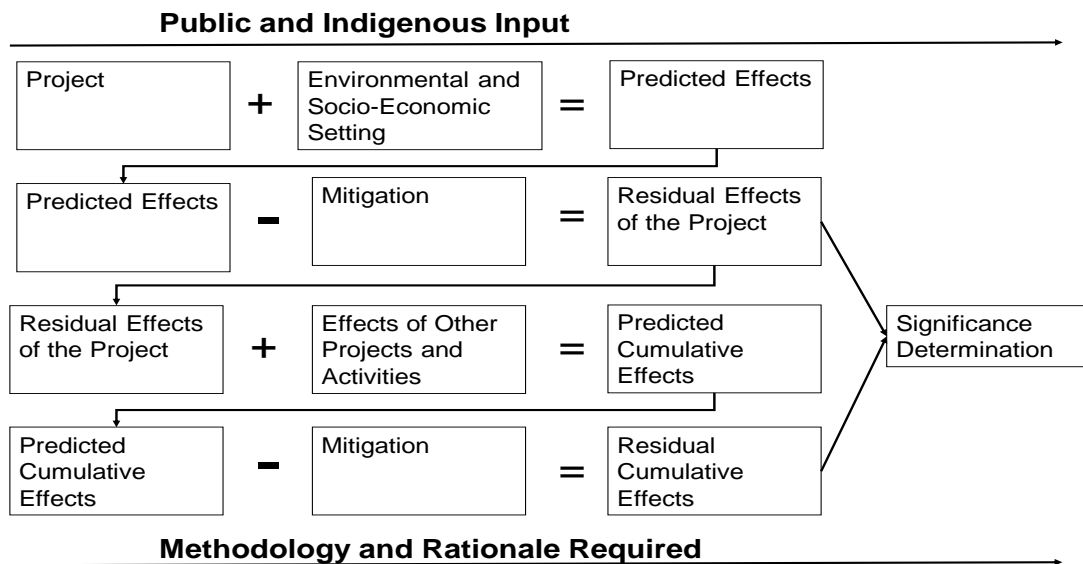 Public and Indigenous Input
Project
+
Environmental and
Socio-Economic
Setting
=
Predicted Effects
Predicted Effects
-
Mitigation
=
Residual Effects
of the Project
Residual Effects
of the Project
+
Effects of Other
Projects and
Activities
=
Predicted
Cumulative
Effects
Significance
Determination
Predicted
Cumulative
Effects
-
Mitigation
=
Residual
Cumulative
Effects
Methodology and Rationale Required